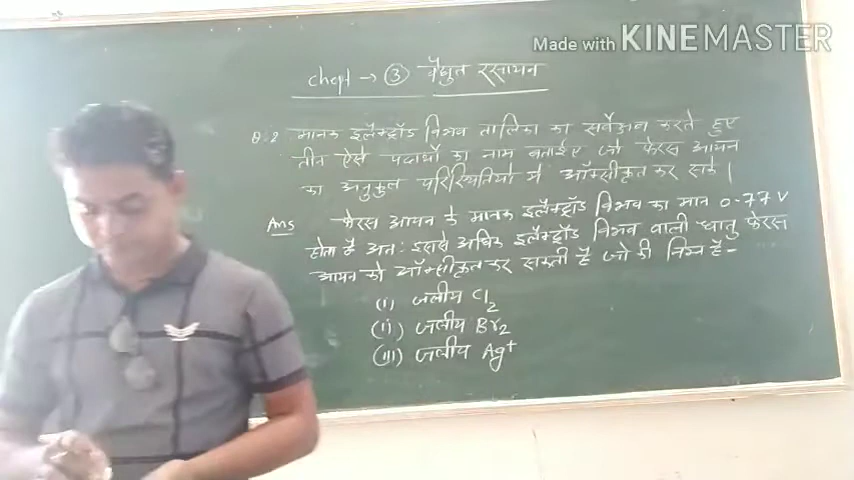 Made with KINEMASTER
chept → ③ वैद्युत रसायन
θ-2 मानक इलैक्ट्रॉड विभव तालिका का सर्वेक्षण करते हुए
तीन ऐसे पदार्थो का नाम बताईए जो फेरस आयन
का अनुकुल परिस्थितियो में ऑक्सीकृत कर सके।
Ans फेरस आयन के मानक इलैक्ट्रॉड विभव का मान 0.77 V
होता है अत: इससे अधिक इलैक्ट्रॉड विभव वाली धातु फेरस
आयन को ऑक्सीकृत कर सकती है जो की निम्न है-
(i) जलीय Cl₂
(ii) जलीय Br₂
(iii) जलीय Ag⁺